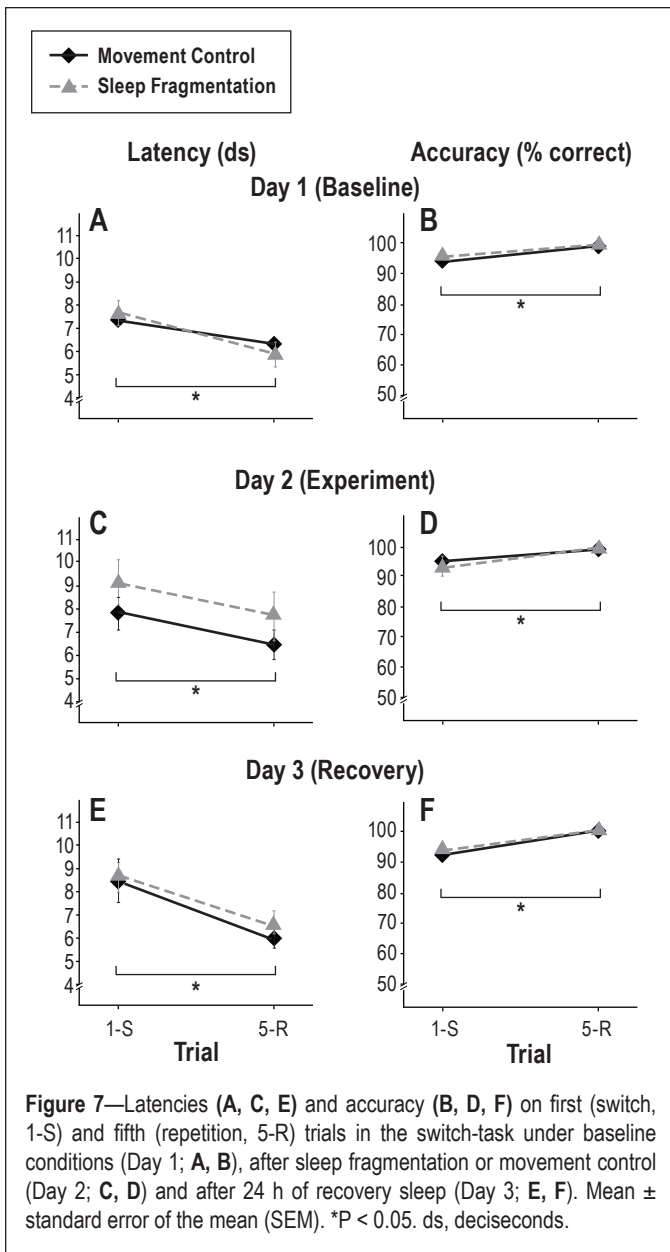 Movement Control
Sleep Fragmentation
Latency (ds) Accuracy (% correct)
Day 1 (Baseline)
A
11
10
9
8
7
6
5
4
*
B
100
90
80
70
60
50
*
Day 2 (Experiment)
C
11
10
9
8
7
6
5
4
*
D
100
90
80
70
60
50
*
Day 3 (Recovery)
E
11
10
9
8
7
6
5
4
*
1-S 5-R
Trial
F
100
90
80
70
60
50
*
1-S 5-R
Trial
Figure 7—Latencies (A, C, E) and accuracy (B, D, F) on first (switch,
1-S) and fifth (repetition, 5-R) trials in the switch-task under baseline
conditions (Day 1; A, B), after sleep fragmentation or movement control
(Day 2; C, D) and after 24 h of recovery sleep (Day 3; E, F). Mean ±
standard error of the mean (SEM). *P < 0.05. ds, deciseconds.